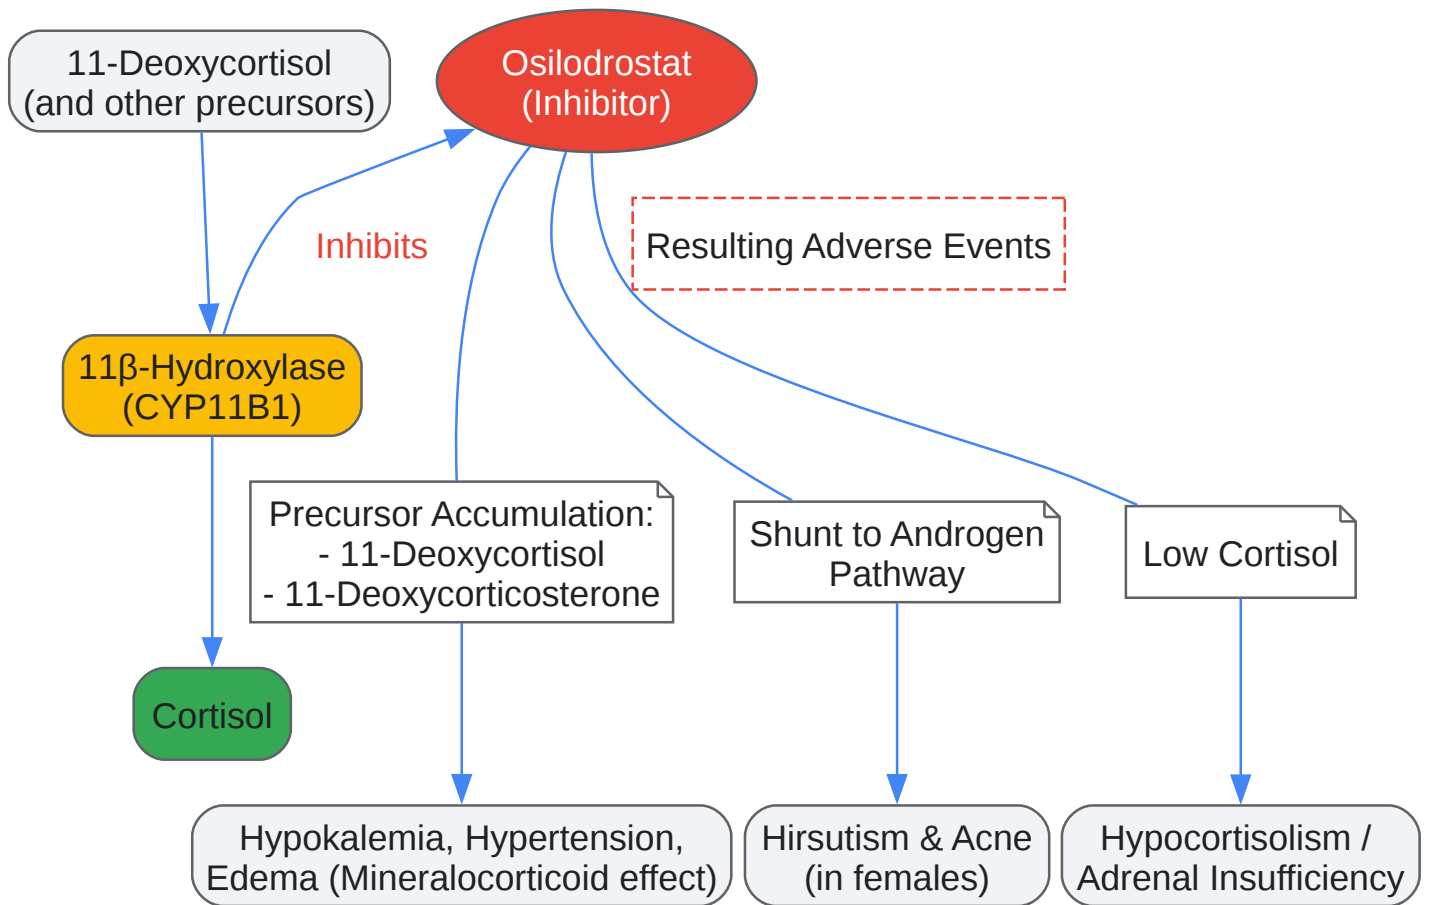 11-Deoxycortisol
(and other precursors)
Osilodrostat
(Inhibitor)
Inhibits
Resulting Adverse Events
11β-Hydroxylase
(CYP11B1)
Precursor Accumulation:
- 11-Deoxycortisol
- 11-Deoxycorticosterone
Shunt to Androgen
Pathway
Low Cortisol
Cortisol
Hypokalemia, Hypertension,
Edema (Mineralocorticoid effect)
Hirsutism & Acne
(in females)
Hypocortisolism /
Adrenal Insufficiency